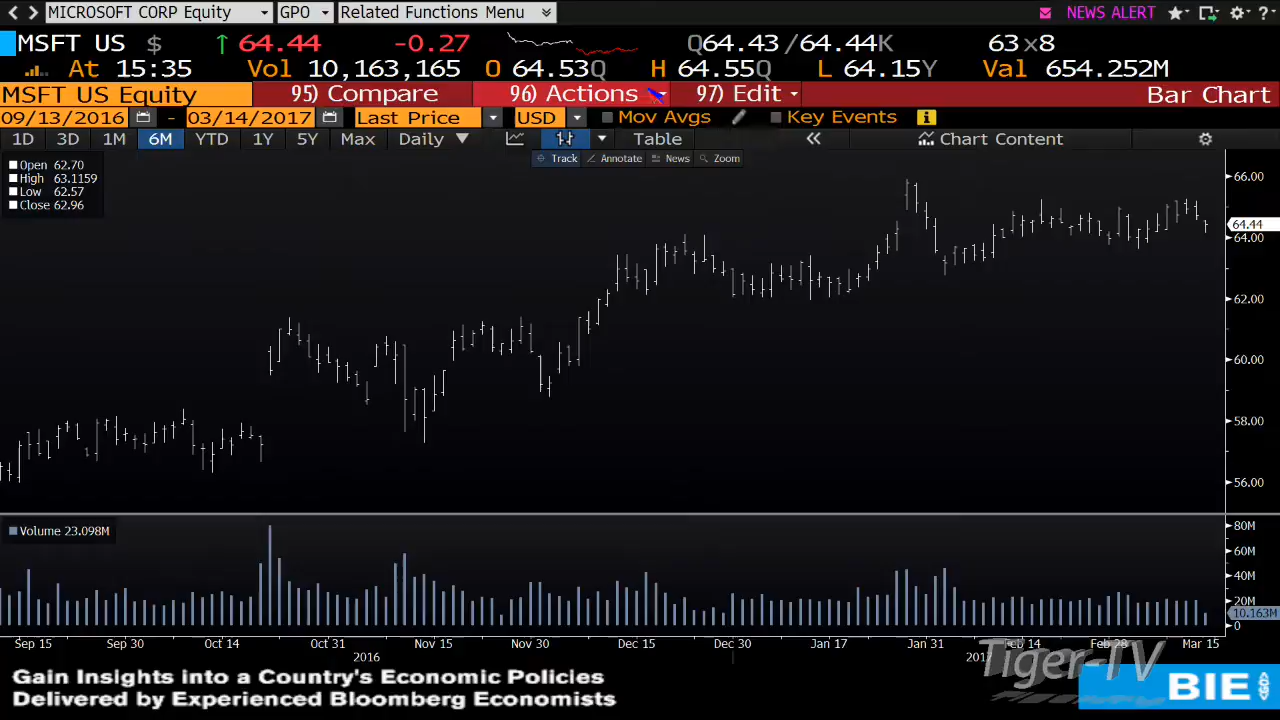 MICROSOFT CORP Equity GPO Related Functions Menu NEWS ALERT
MSFT US $ ↑ 64.44 -0.27 Q64.43 /64.44K 63x8
At 15:35 Vol 10,163,165 O 64.53Q H 64.55Q L 64.15Y Val 654.252M
MSFT US Equity 95) Compare 96) Actions 97) Edit Bar Chart
09/13/2016 - 03/14/2017 Last Price USD Mov Avgs Key Events
1D 3D 1M 6M YTD 1Y 5Y Max Daily Table Chart Content
Track Annotate News Zoom
Open 62.70
High 63.1159
Low 62.57
Close 62.96
66.00
64.44
64.00
62.00
60.00
58.00
56.00
Volume 23.098M
80M
60M
40M
20M
10.163M
0
Sep 15 Sep 30 Oct 14 Oct 31 Nov 15 Nov 30 Dec 15 Dec 30 Jan 17 Jan 31 Feb 14 Feb 28 Mar 15
2016 2017
Tiger-TV
Gain Insights into a Country's Economic Policies
Delivered by Experienced Bloomberg Economists
BIE